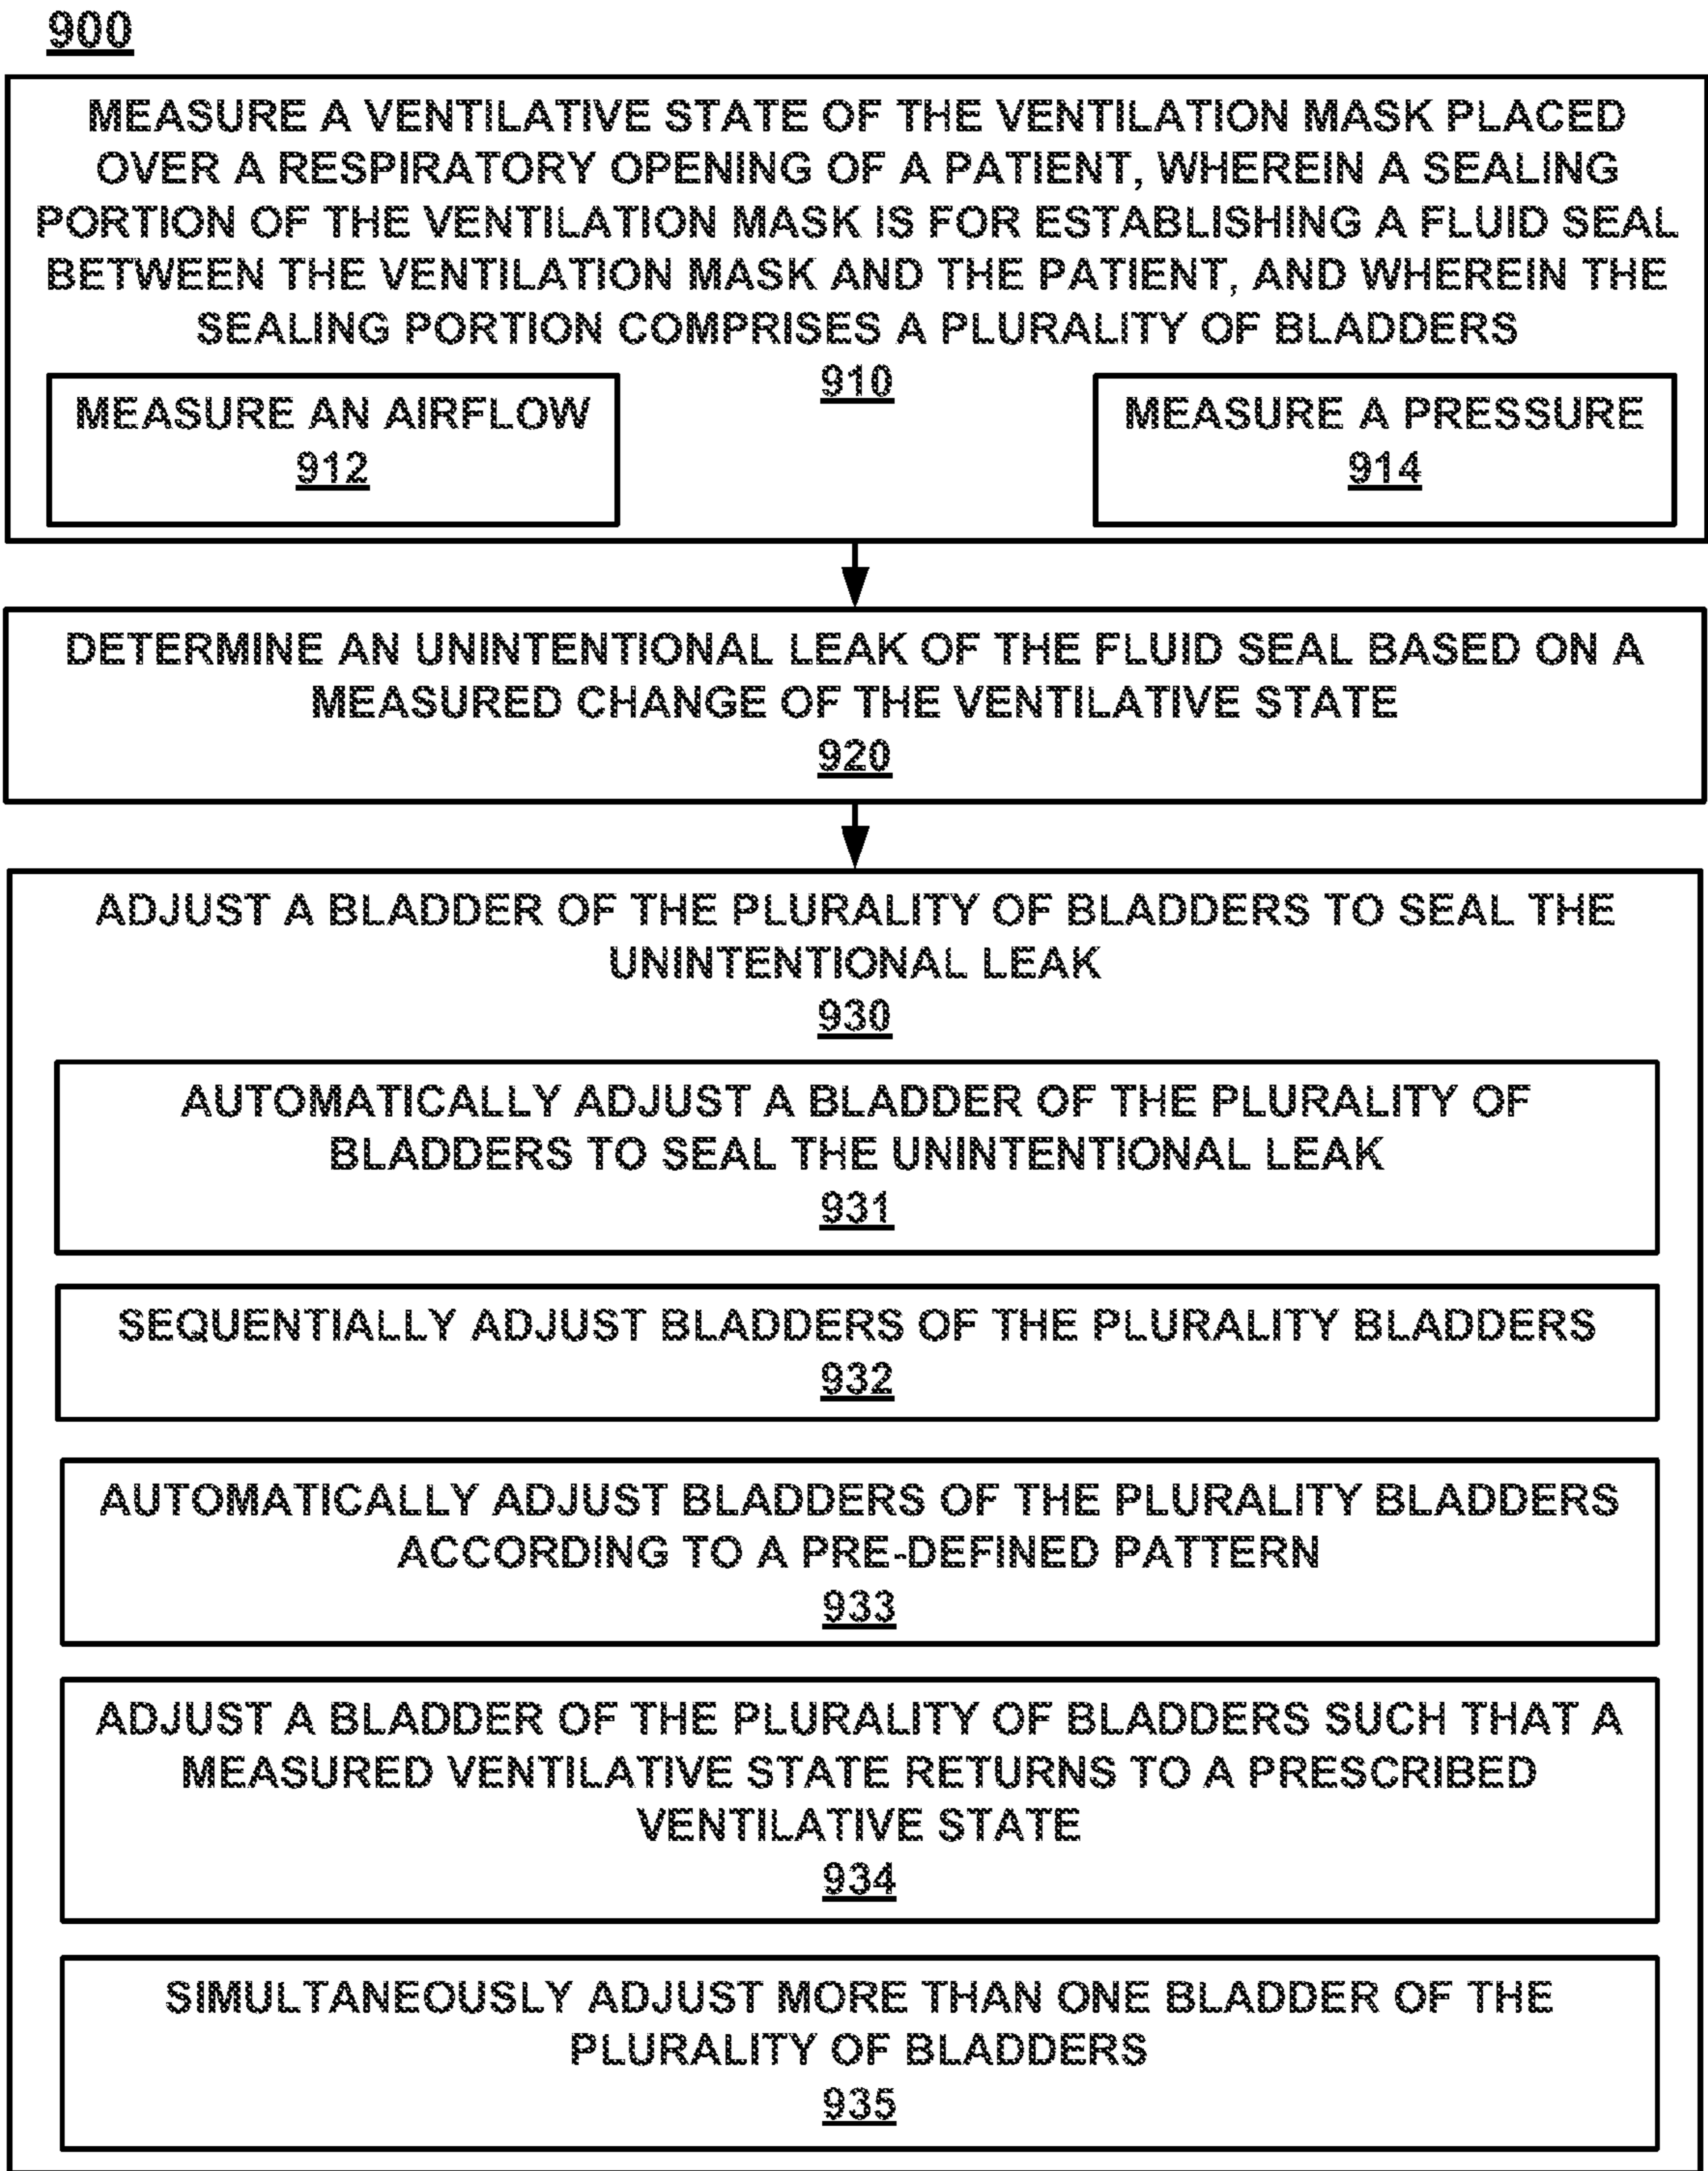 900
MEASURE A VENTILATIVE STATE OF THE VENTILATION MASK PLACED
OVER A RESPIRATORY OPENING OF A PATIENT, WHEREIN A SEALING
PORTION OF THE VENTILATION MASK IS FOR ESTABLISHING A FLUID SEAL
BETWEEN THE VENTILATION MASK AND THE PATIENT, AND WHEREIN THE
SEALING PORTION COMPRISES A PLURALITY OF BLADDERS
910
MEASURE AN AIRFLOW
912
MEASURE A PRESSURE
914
DETERMINE AN UNINTENTIONAL LEAK OF THE FLUID SEAL BASED ON A
MEASURED CHANGE OF THE VENTILATIVE STATE
920
ADJUST A BLADDER OF THE PLURALITY OF BLADDERS TO SEAL THE
UNINTENTIONAL LEAK
930
AUTOMATICALLY ADJUST A BLADDER OF THE PLURALITY OF
BLADDERS TO SEAL THE UNINTENTIONAL LEAK
931
SEQUENTIALLY ADJUST BLADDERS OF THE PLURALITY BLADDERS
932
AUTOMATICALLY ADJUST BLADDERS OF THE PLURALITY BLADDERS
ACCORDING TO A PRE-DEFINED PATTERN
933
ADJUST A BLADDER OF THE PLURALITY OF BLADDERS SUCH THAT A
MEASURED VENTILATIVE STATE RETURNS TO A PRESCRIBED
VENTILATIVE STATE
934
SIMULTANEOUSLY ADJUST MORE THAN ONE BLADDER OF THE
PLURALITY OF BLADDERS
935